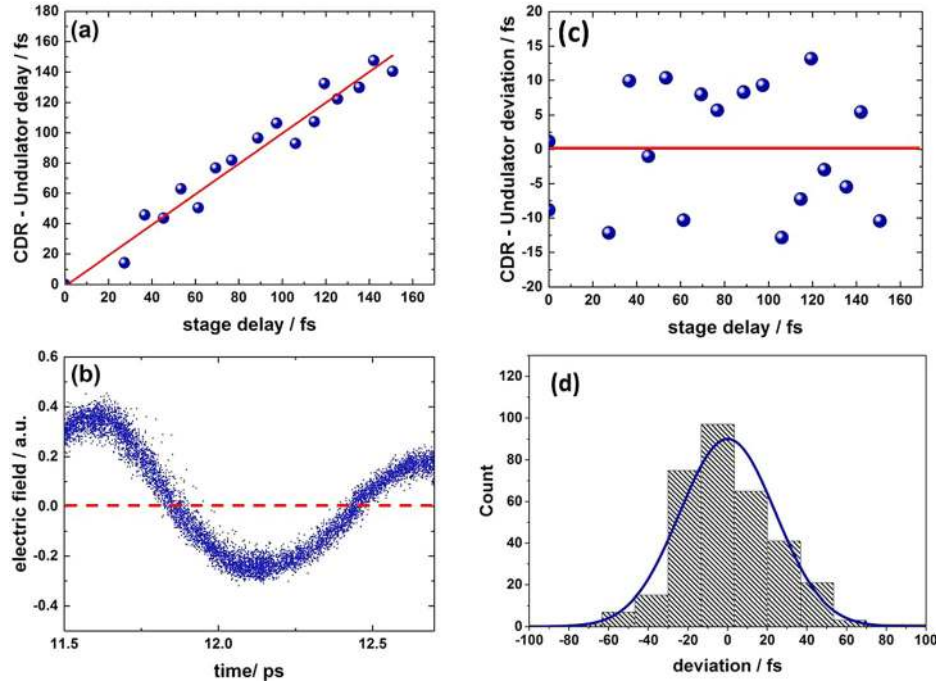 (a)
CDR - Undulator delay / fs
180
160
140
120
100
80
60
40
20
0
0 20 40 60 80 100 120 140 160
stage delay / fs
(c)
CDR - Undulator deviation / fs
20
15
10
5
0
-5
-10
-15
-20
0 20 40 60 80 100 120 140 160
stage delay / fs
(b)
electric field / a.u.
0.4
0.2
0.0
-0.2
-0.4
11.5 12.0 12.5
time/ ps
(d)
Count
120
100
80
60
40
20
0
-100 -80 -60 -40 -20 0 20 40 60 80 100
deviation / fs